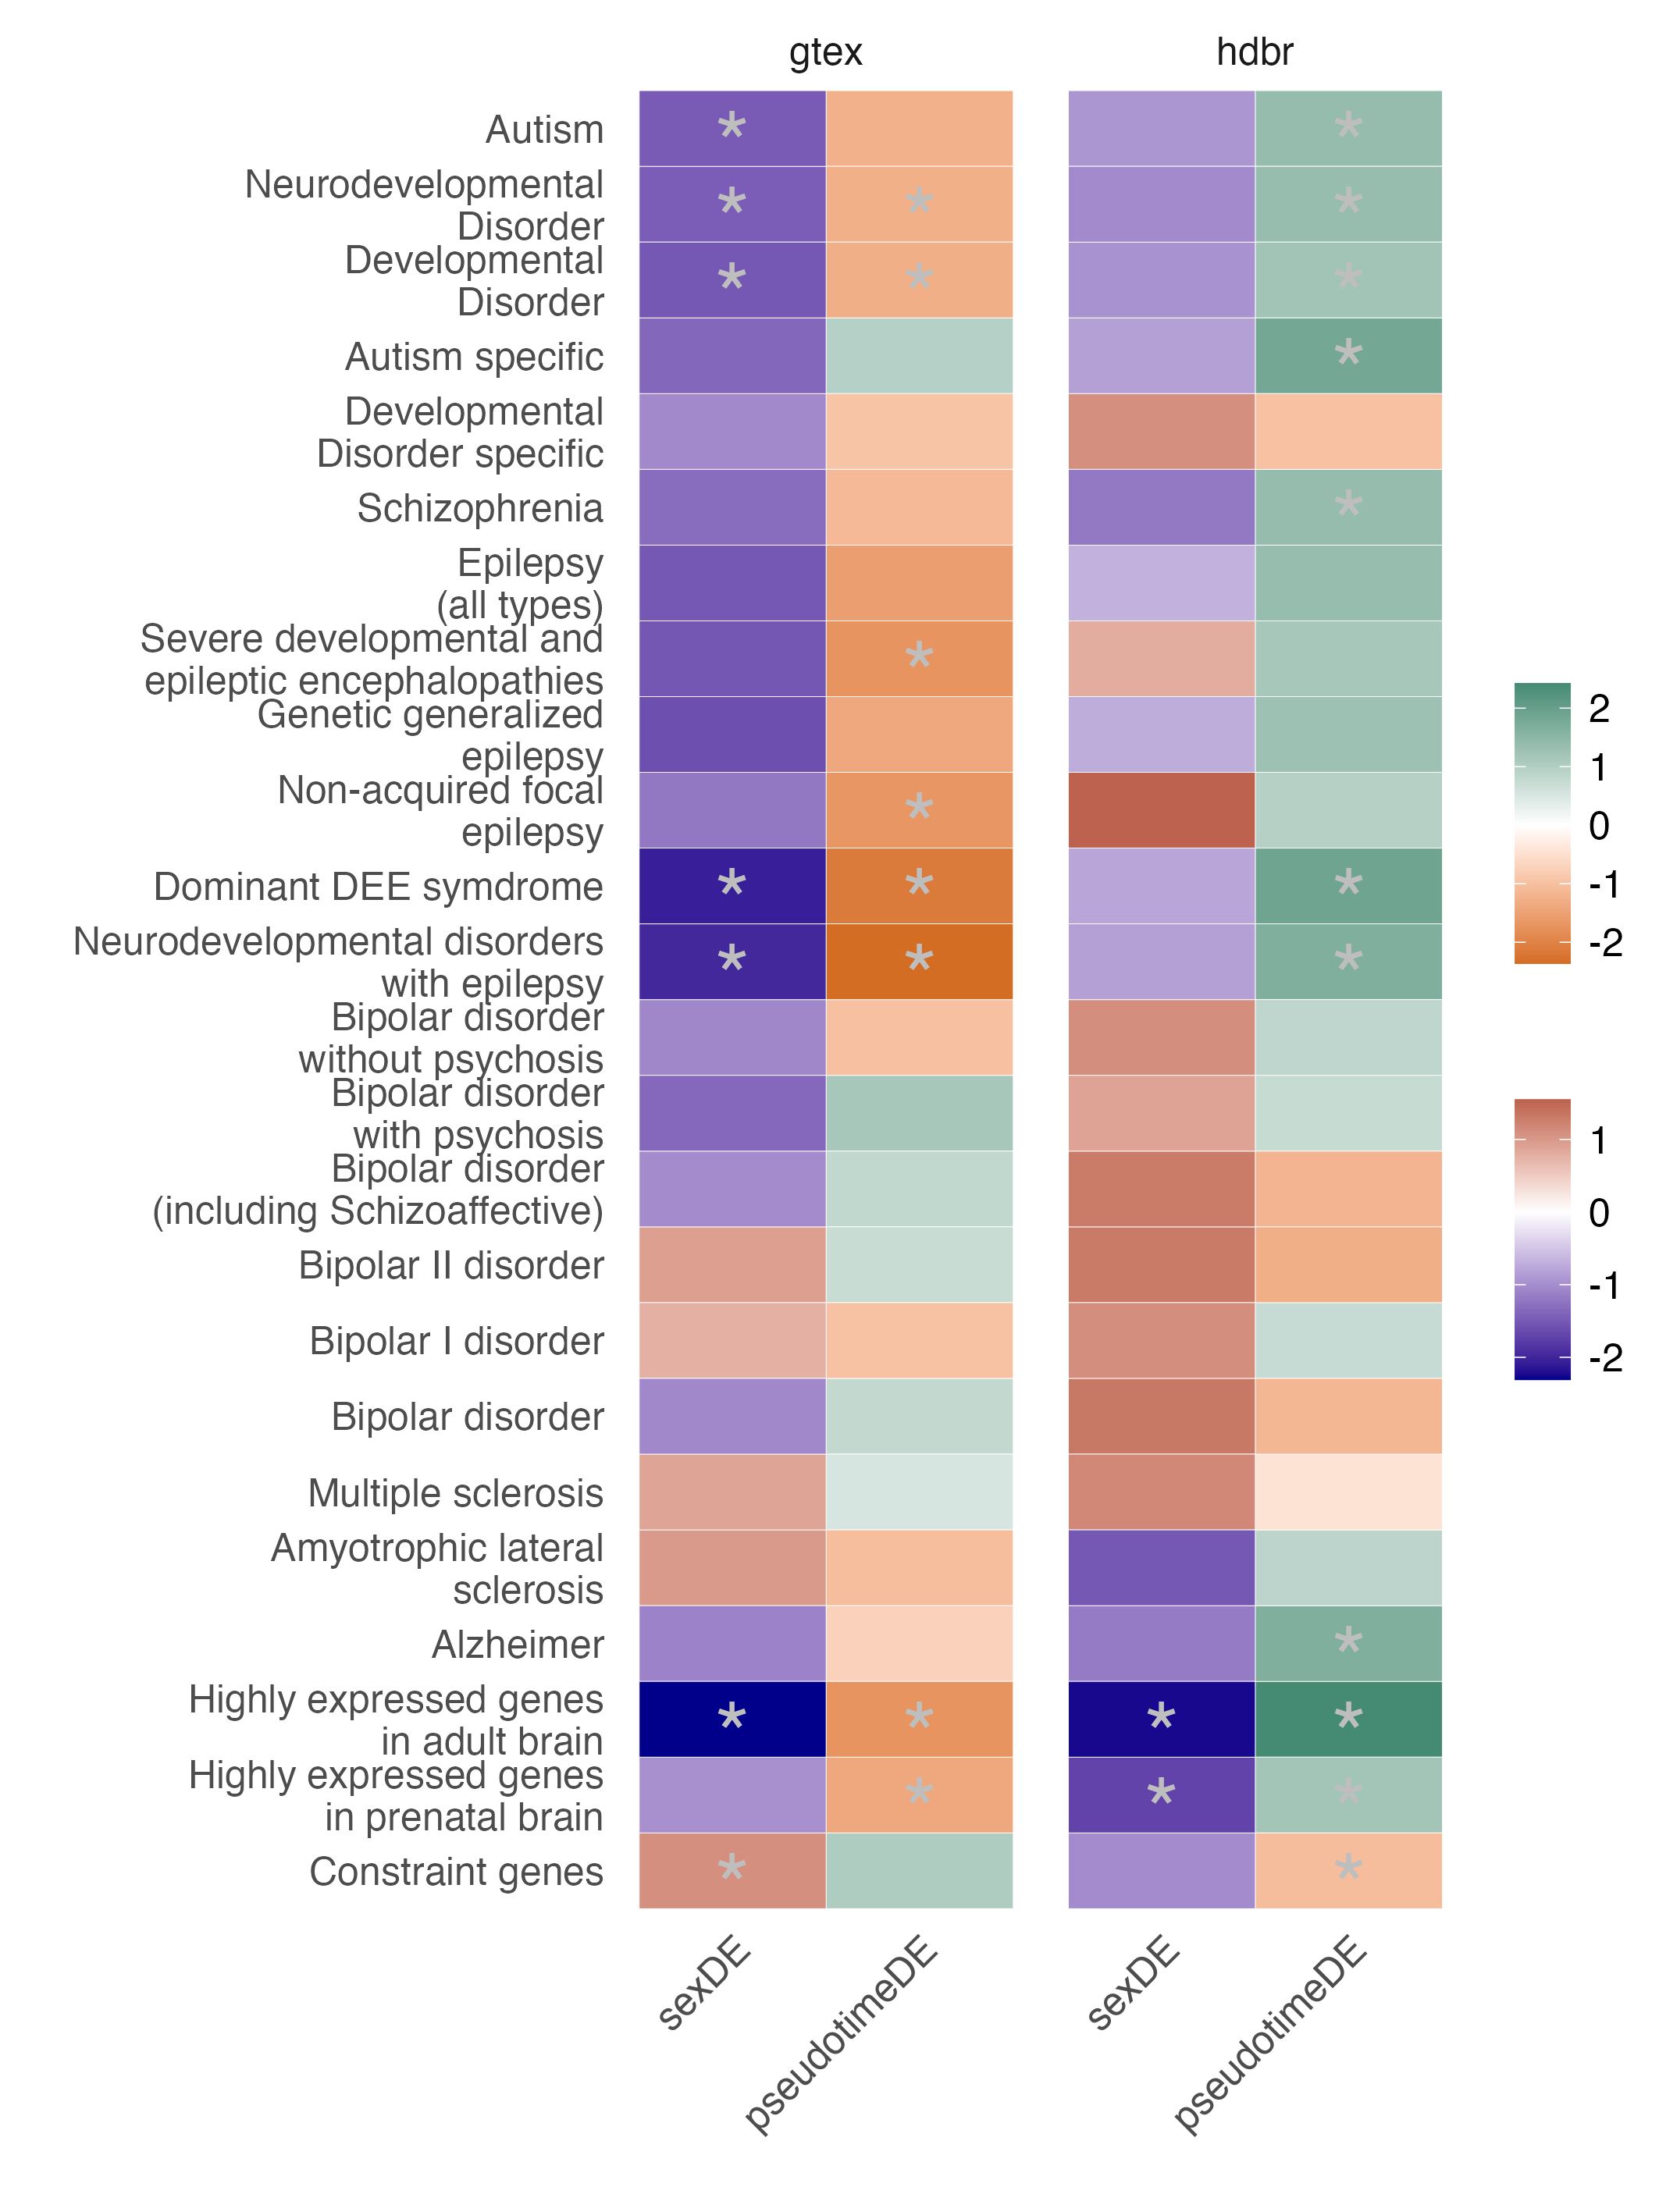 gtex
hdbr
Autism
Neurodevelopmental
Disorder
Developmental
Disorder
Autism specific
Developmental
Disorder specific
Schizophrenia
Epilepsy
(all types)
Severe developmental and
epileptic encephalopathies
Genetic generalized
epilepsy
Non-acquired focal
epilepsy
Dominant DEE symdrome
Neurodevelopmental disorders
with epilepsy
Bipolar disorder
without psychosis
Bipolar disorder
with psychosis
Bipolar disorder
(including Schizoaffective)
Bipolar II disorder
Bipolar I disorder
Bipolar disorder
Multiple sclerosis
Amyotrophic lateral
sclerosis
Alzheimer
Highly expressed genes
in adult brain
Highly expressed genes
in prenatal brain
Constraint genes
sexDE
pseudotimeDE
sexDE
pseudotimeDE
2
1
0
-1
-2
1
0
-1
-2